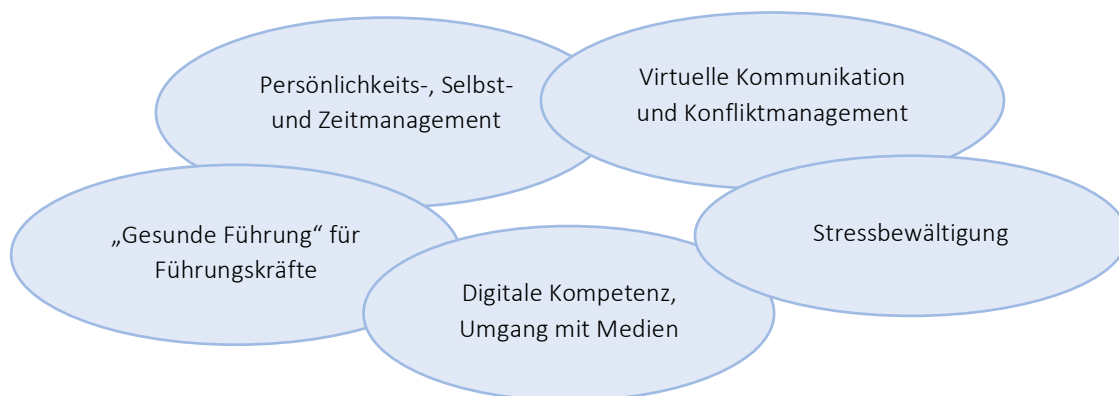 Persönlichkeits-, Selbst-
und Zeitmanagement
Virtuelle Kommunikation
und Konfliktmanagement
„Gesunde Führung“ für
Führungskräfte
Stressbewältigung
Digitale Kompetenz,
Umgang mit Medien